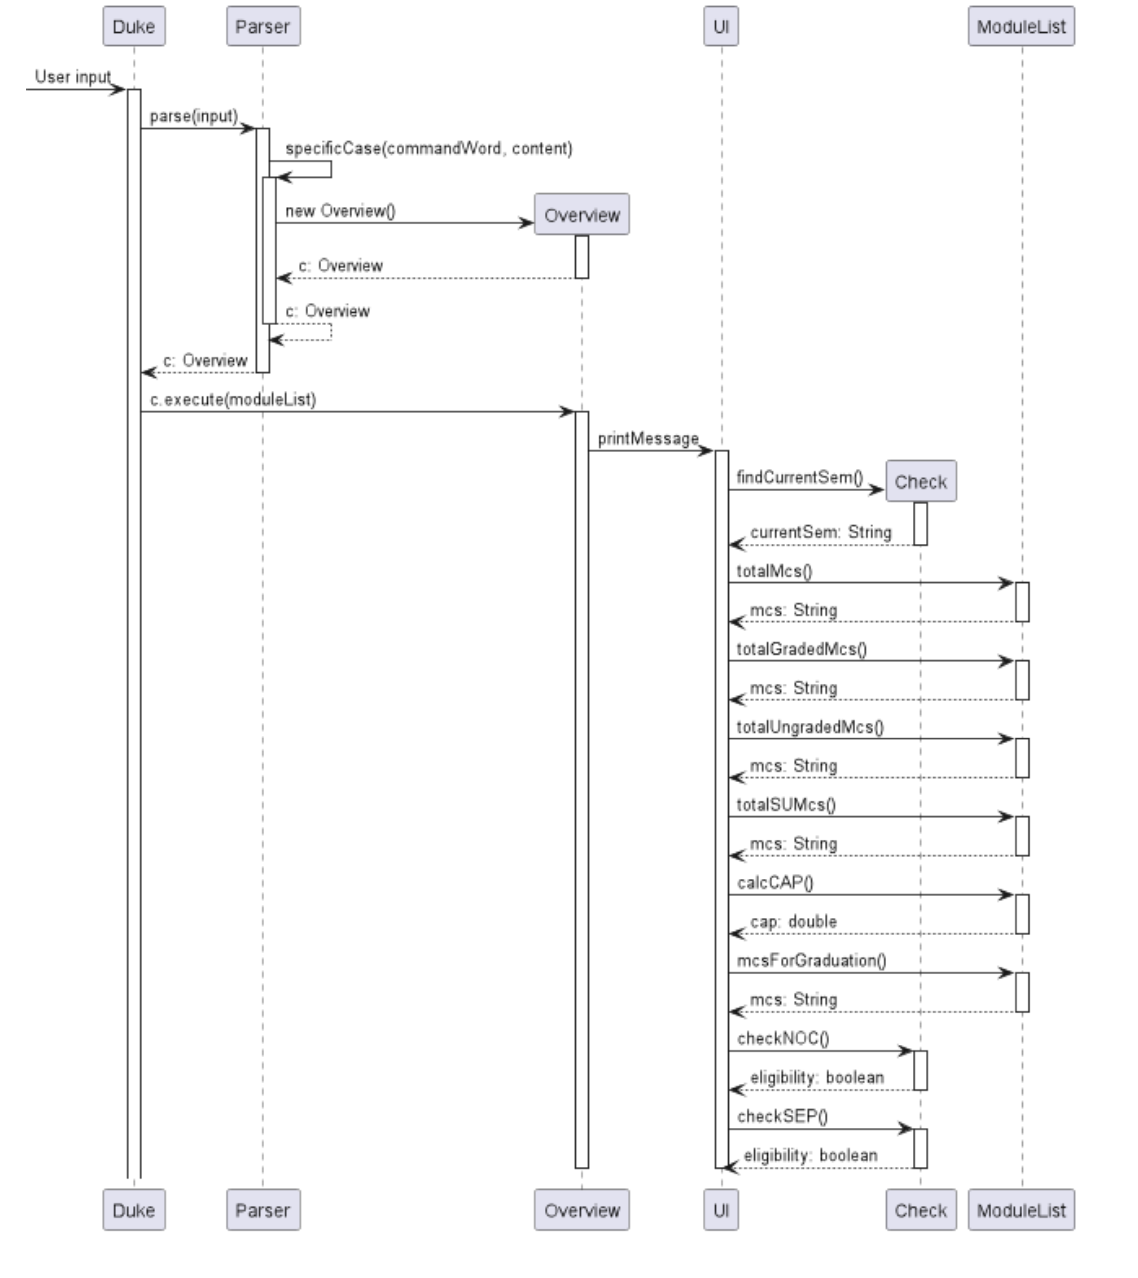 Duke
Parser
UI
ModuleList
User input
parse(input)
specificCase(commandWord, content)
new Overview()
Overview
c: Overview
c: Overview
c: Overview
c.execute(moduleList)
printMessage
findCurrentSem()
Check
currentSem: String
totalMcs()
mcs: String
totalGradedMcs()
mcs: String
totalUngradedMcs()
mcs: String
totalSUMcs()
mcs: String
calcCAP()
cap: double
mcsForGraduation()
mcs: String
checkNOC()
eligibility: boolean
checkSEP()
eligibility: boolean
Duke
Parser
Overview
UI
Check
ModuleList